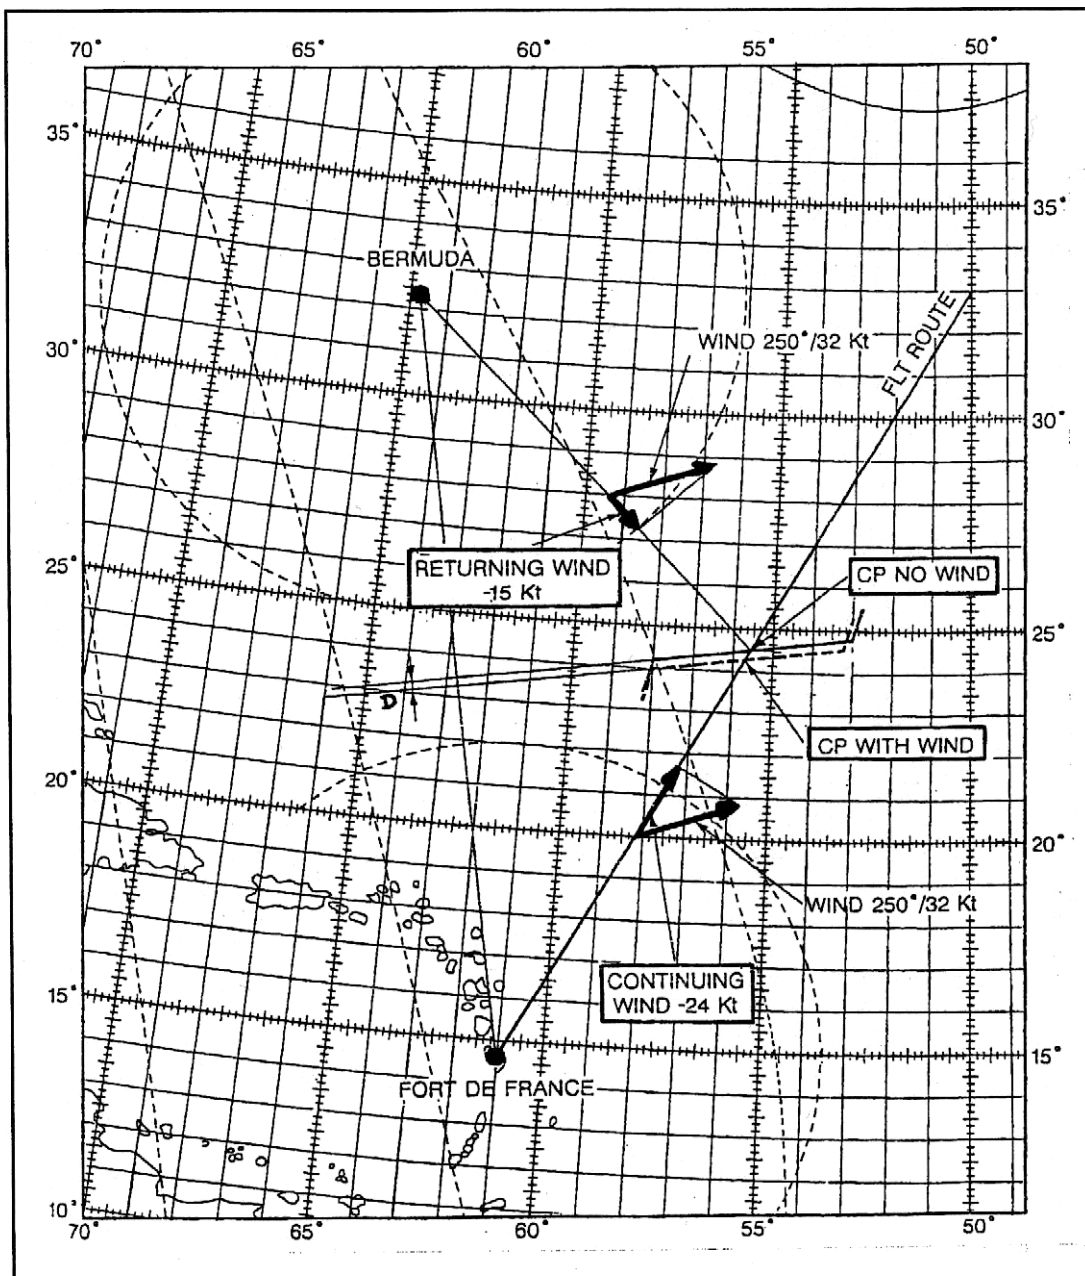 70° 65° 60° 55° 50°
35°
35°
BERMUDA
FLT ROUTE
WIND 250°/32 Kt
30°
30°
RETURNING WIND
-15 Kt
CP NO WIND
25°
25°
D
CP WITH WIND
20°
20°
WIND 250°/32 Kt
CONTINUING
WIND -24 Kt
15°
15°
FORT DE FRANCE
10°
70° 65° 60° 55° 50°